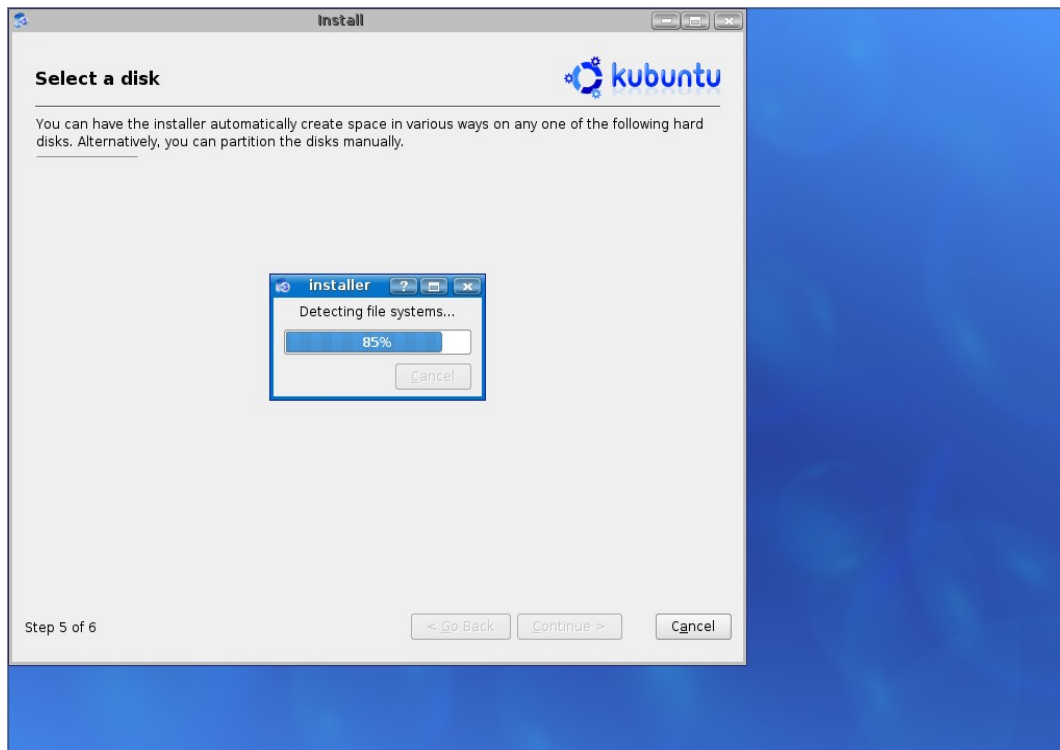 Install
Select a disk
kubuntu
You can have the installer automatically create space in various ways on any one of the following hard
disks. Alternatively, you can partition the disks manually.
installer
?
Detecting file systems...
85%
Cancel
Step 5 of 6
< Go Back
Continue >
Cancel